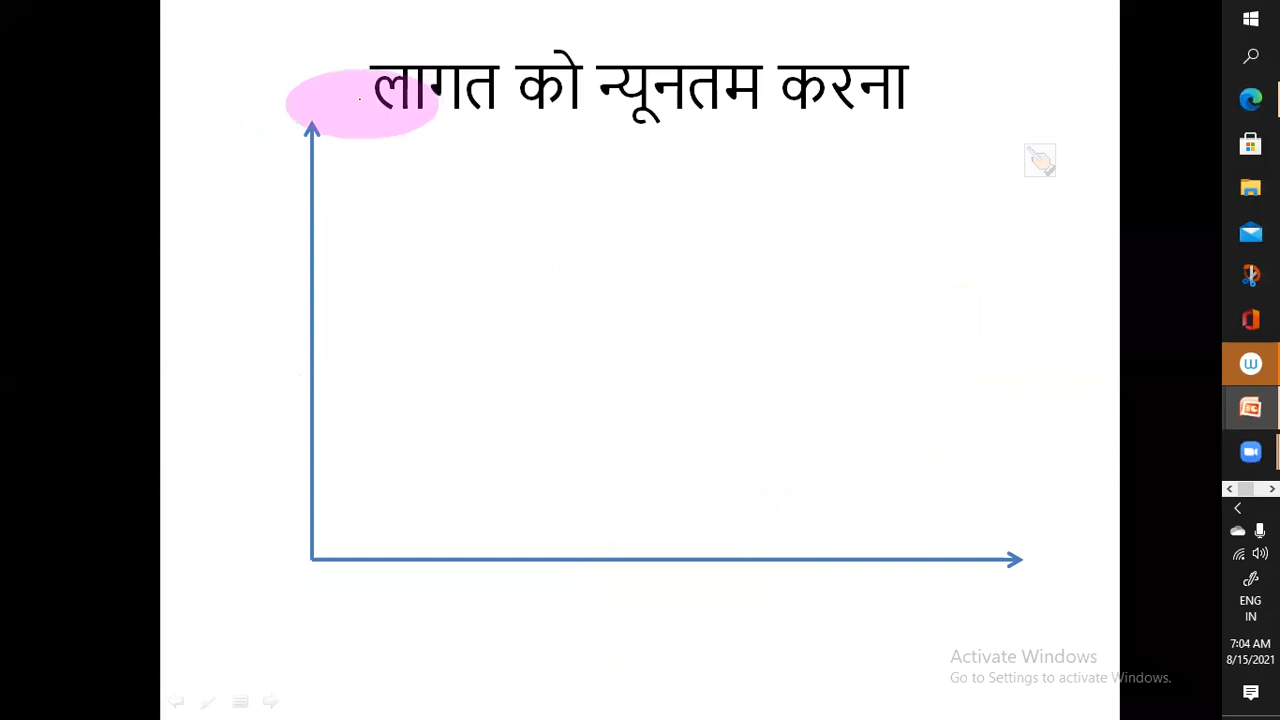 लागत को न्यूनतम करना
Activate Windows
Go to Settings to activate Windows.
ENG
IN
7:04 AM
8/15/2021